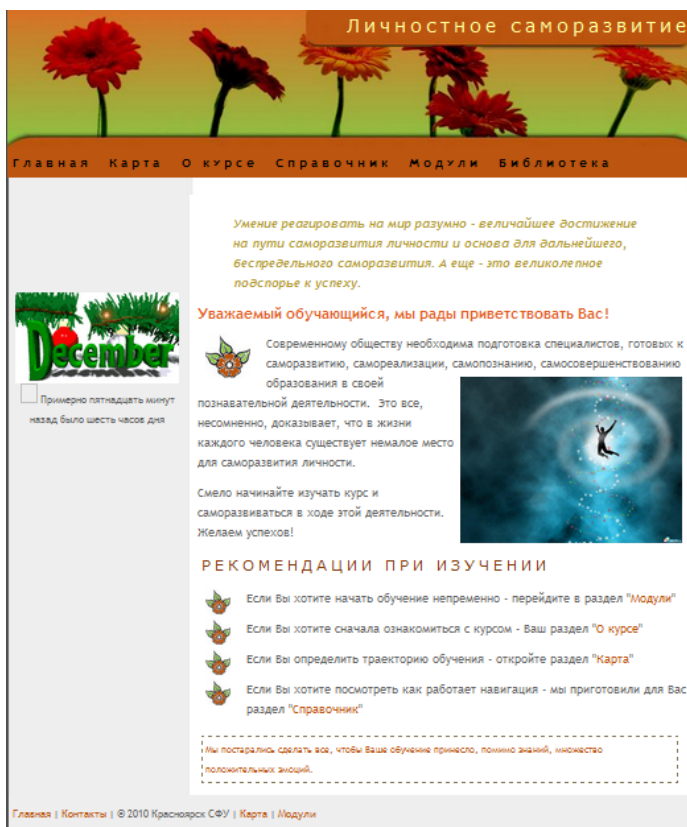 Личностное саморазвитие
Главная Карта О курсе Справочник Модули Библиотека
Умение реагировать на мир разумно - величайшее достижение
на пути саморазвития личности и основа для дальнейшего,
беспредельного саморазвития. А еще - это великолепное
подспорье к успеху.
Уважаемый обучающийся, мы рады приветствовать Вас!
Современному обществу необходима подготовка специалистов, готовых к
саморазвитию, самореализации, самопознанию, самосовершенствованию
образования в своей
познавательной деятельности. Это все,
несомненно, доказывает, что в жизни
каждого человека существует немалое место
для саморазвития личности.
Смело начинайте изучать курс и
саморазвиваться в ходе этой деятельности.
Желаем успехов!
December
Примерно пятнадцать минут
назад было шесть часов дня
РЕКОМЕНДАЦИИ ПРИ ИЗУЧЕНИИ
Если Вы хотите начать обучение непременно - перейдите в раздел "Модули"
Если Вы хотите сначала ознакомиться с курсом - Ваш раздел "О курсе"
Если Вы определить траекторию обучения - откройте раздел "Карта"
Если Вы хотите посмотреть как работает навигация - мы приготовили для Вас
раздел "Справочник"
Мы постарались сделать все, чтобы Ваше обучение принесло, помимо знаний, множество
положительных эмоций.
Главная | Контакты | © 2010 Красноярск СФУ | Карта | Модули